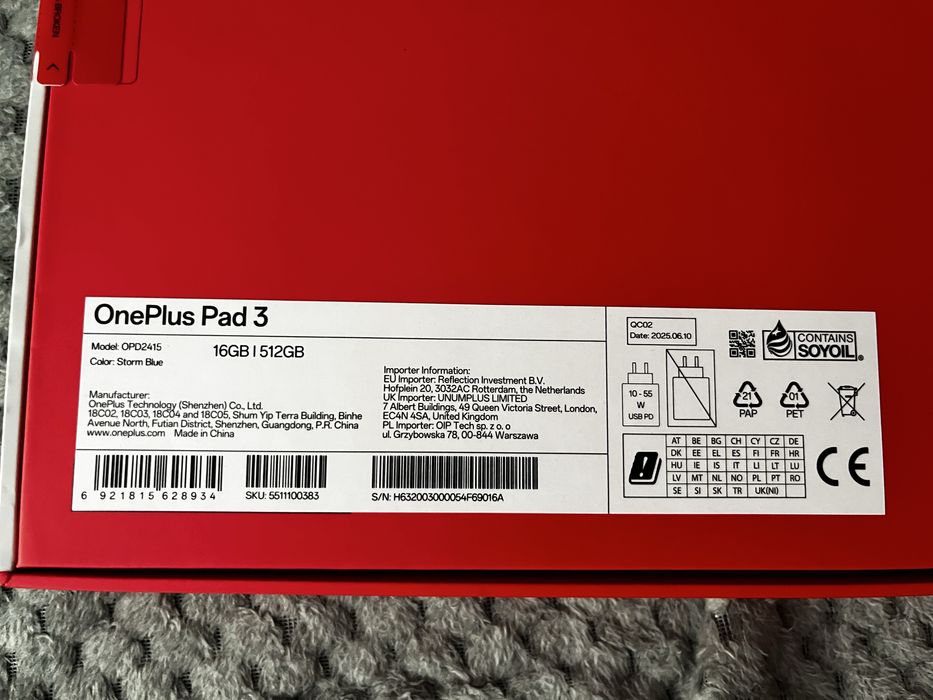 BROKEN
OnePlus Pad 3
Model: OPD2415
16GB | 512GB
Color: Storm Blue
Manufacturer:
OnePlus Technology (Shenzhen) Co., Ltd.
18C02, 18C03, 18C04 and 18C05, Shum Yip Terra Building, Binhe
Avenue North, Futian District, Shenzhen, Guangdong, P.R. China
www.oneplus.com Made in China
Importer Information:
EU Importer: Reflection Investment B.V.
Hofplein 20, 3032AC Rotterdam, the Netherlands
UK Importer: UNUMPLUS LIMITED
7 Albert Buildings, 49 Queen Victoria Street, London,
EC4N 4SA, United Kingdom
PL Importer: OIP Tech sp. z o. o
ul. Grzybowska 78, 00-844 Warszawa
6 921815 628934
SKU: 5511100383
S/N: H632003000054F69016A
QC02
Date: 2025.06.10
CONTAINS
SOYOIL®
10 - 55
W
USB PD
21
PAP
01
PET
AT BE BG CH CY CZ DE
DK EE EL ES FI FR HR
HU IE IS IT LI LT LU
LV MT NL NO PL PT RO
SE SI SK TR UK(NI)
CE